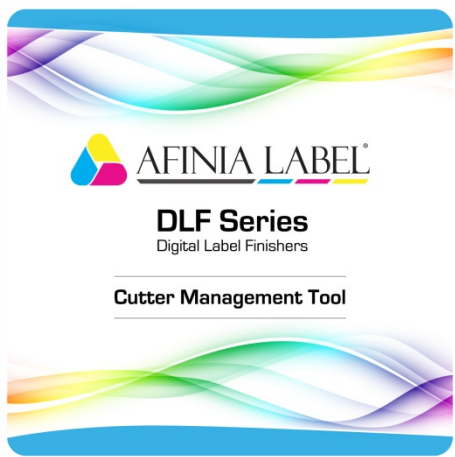 AFINIA LABEL®
DLF Series
Digital Label Finishers
Cutter Management Tool